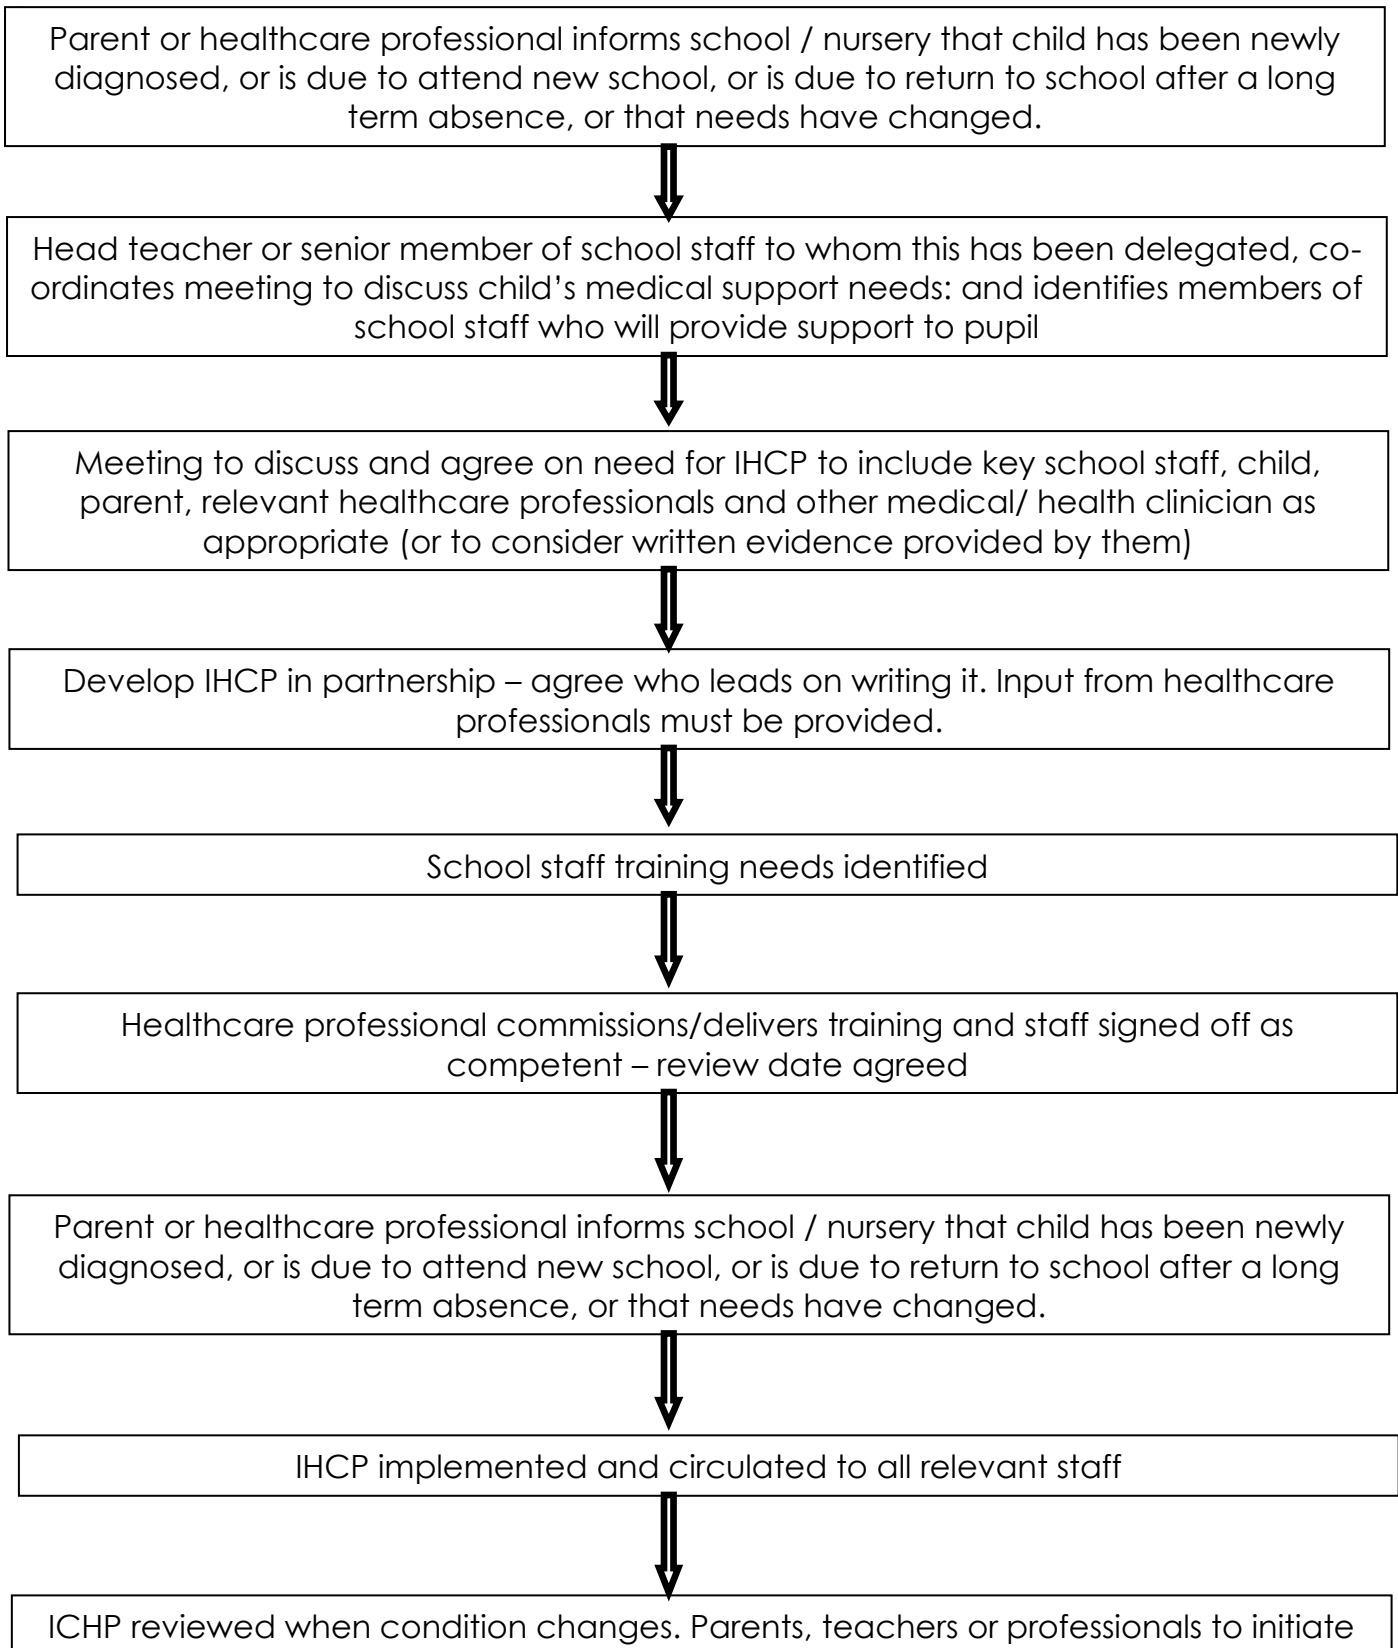 Parent or healthcare professional informs school / nursery that child has been newly
diagnosed, or is due to attend new school, or is due to return to school after a long
term absence, or that needs have changed.
Head teacher or senior member of school staff to whom this has been delegated, co-
ordinates meeting to discuss child’s medical support needs: and identifies members of
school staff who will provide support to pupil
Meeting to discuss and agree on need for IHCP to include key school staff, child,
parent, relevant healthcare professionals and other medical/ health clinician as
appropriate (or to consider written evidence provided by them)
Develop IHCP in partnership – agree who leads on writing it. Input from healthcare
professionals must be provided.
School staff training needs identified
Healthcare professional commissions/delivers training and staff signed off as
competent – review date agreed
Parent or healthcare professional informs school / nursery that child has been newly
diagnosed, or is due to attend new school, or is due to return to school after a long
term absence, or that needs have changed.
IHCP implemented and circulated to all relevant staff
ICHP reviewed when condition changes. Parents, teachers or professionals to initiate